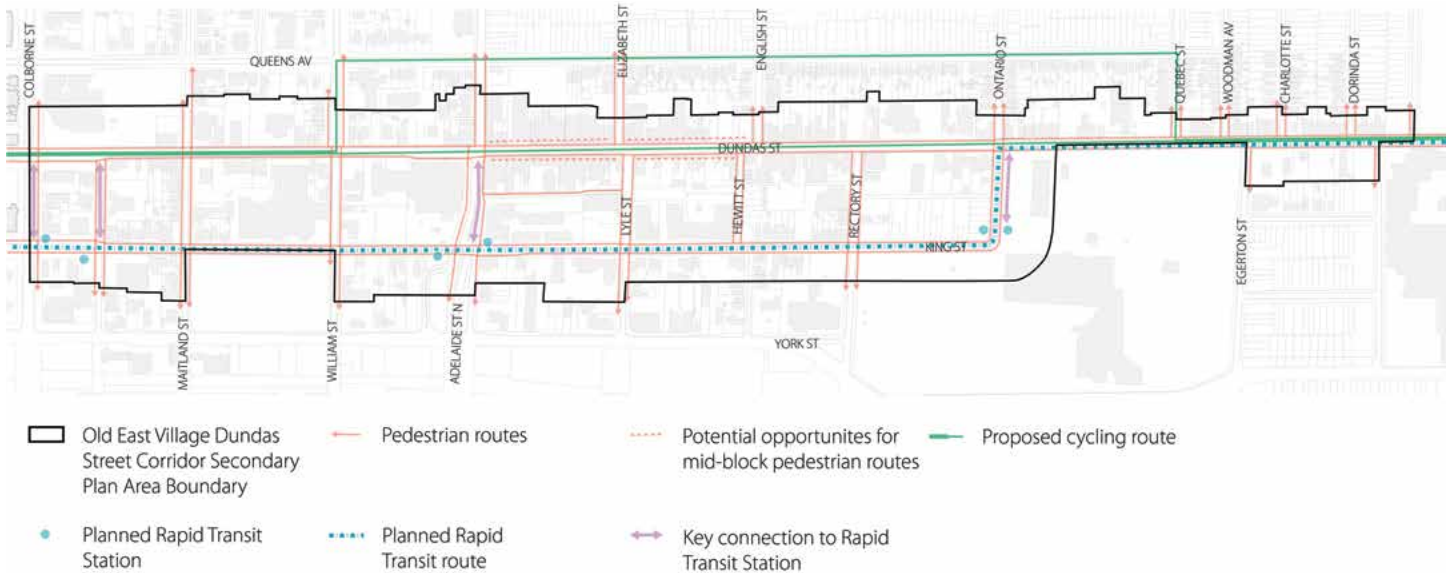 COLBORNE ST
QUEENS AV
ELIZABETH ST
ENGLISH ST
ONTARIO ST
QUEBEC ST
WOODMAN AV
CHARLOTTE ST
DORINDA ST
DUNDAS ST
LYLE ST
HEWITT ST
RECTORY ST
KING ST
EGERTON ST
MAITLAND ST
WILLIAM ST
ADELAIDE ST N
YORK ST
Old East Village Dundas
Street Corridor Secondary
Plan Area Boundary
Pedestrian routes
Potential opportunites for
mid-block pedestrian routes
Proposed cycling route
Planned Rapid Transit
Station
Planned Rapid
Transit route
Key connection to Rapid
Transit Station